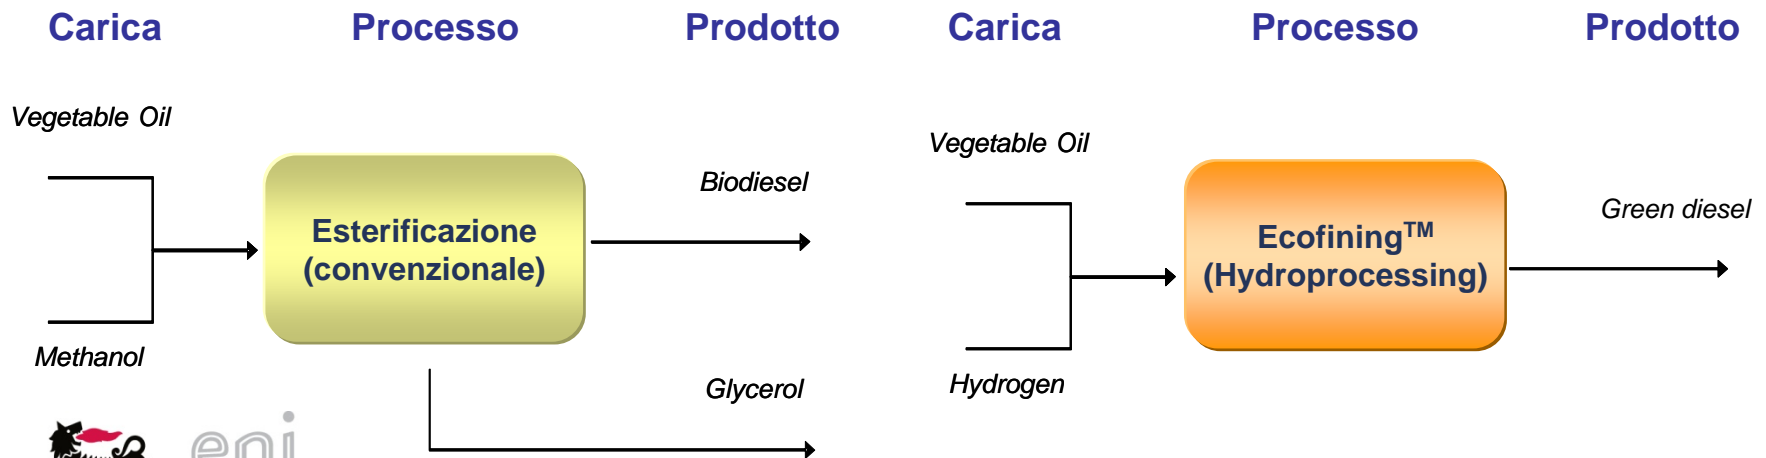 Carica Processo Prodotto Carica Processo Prodotto
Vegetable Oil
Methanol
Esterificazione
(convenzionale)
Biodiesel
Glycerol
Vegetable Oil
Hydrogen
Ecofining™
(Hydroprocessing)
Green diesel
eni